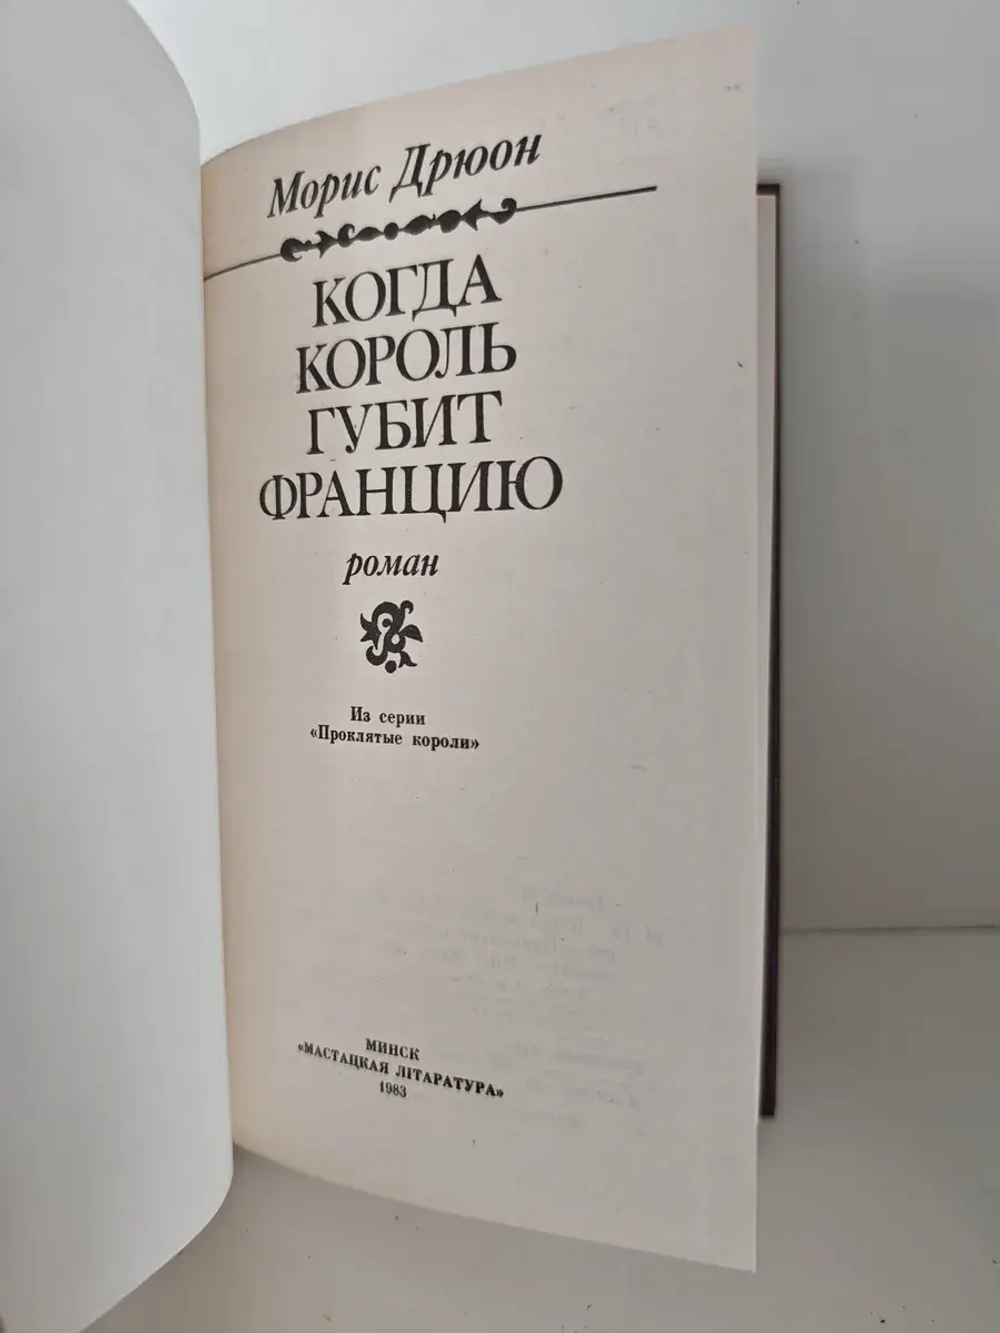 Морис Дрюон
КОГДА
КОРОЛЬ
ГУБИТ
ФРАНЦИЮ
роман
Из серии
«Проклятые короли»
МИНСК
«МАСТАЦКАЯ ЛІТАРАТУРА»
1983